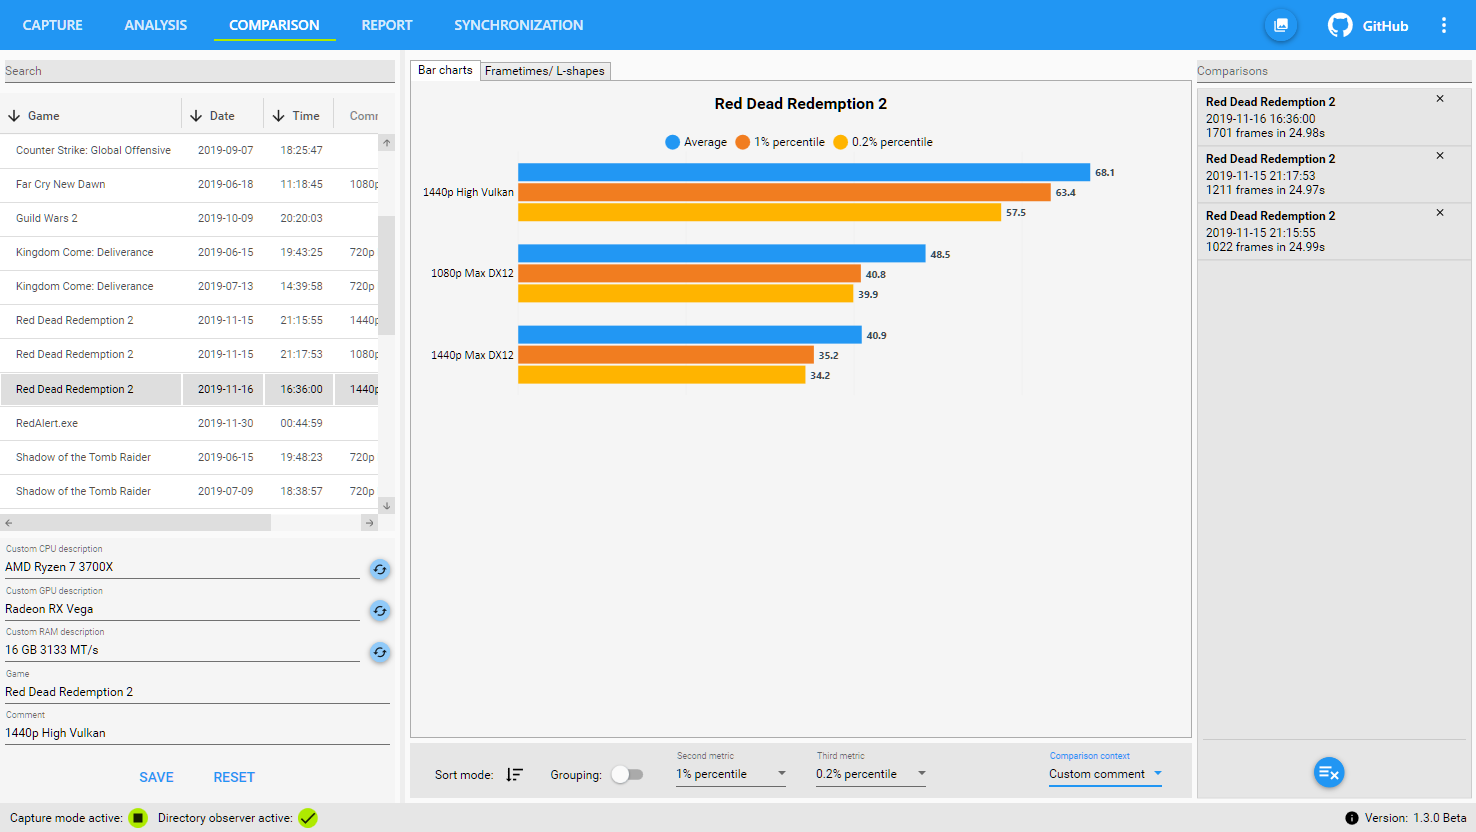 CAPTURE ANALYSIS COMPARISON REPORT SYNCHRONIZATION GitHub
Search
Game Date Time Comm
Counter Strike: Global Offensive 2019-09-07 18:25:47
Far Cry New Dawn 2019-06-18 11:18:45 1080p
Guild Wars 2 2019-10-09 20:20:03
Kingdom Come: Deliverance 2019-06-15 19:43:25 720p
Kingdom Come: Deliverance 2019-07-13 14:39:58 720p
Red Dead Redemption 2 2019-11-15 21:15:55 1440p
Red Dead Redemption 2 2019-11-15 21:17:53 1080p
Red Dead Redemption 2 2019-11-16 16:36:00 1440p
RedAlert.exe 2019-11-30 00:44:59
Shadow of the Tomb Raider 2019-06-15 19:48:23 720p
Shadow of the Tomb Raider 2019-07-09 18:38:57 720p
Custom CPU description
AMD Ryzen 7 3700X
Custom GPU description
Radeon RX Vega
Custom RAM description
16 GB 3133 MT/s
Game
Red Dead Redemption 2
Comment
1440p High Vulkan
SAVE RESET
Bar charts Frametimes/ L-shapes
Red Dead Redemption 2
Average 1% percentile 0.2% percentile
68.1
1440p High Vulkan 63.4
57.5
48.5
1080p Max DX12 40.8
39.9
40.9
1440p Max DX12 35.2
34.2
Sort mode: Grouping:
Second metric
1% percentile
Third metric
0.2% percentile
Comparison context
Custom comment
Comparisons
Red Dead Redemption 2
2019-11-16 16:36:00
1701 frames in 24.98s
Red Dead Redemption 2
2019-11-15 21:17:53
1211 frames in 24.97s
Red Dead Redemption 2
2019-11-15 21:15:55
1022 frames in 24.99s
Capture mode active: Directory observer active: Version: 1.3.0 Beta